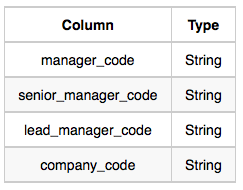 Column Type
manager_code String
senior_manager_code String
lead_manager_code String
company_code String